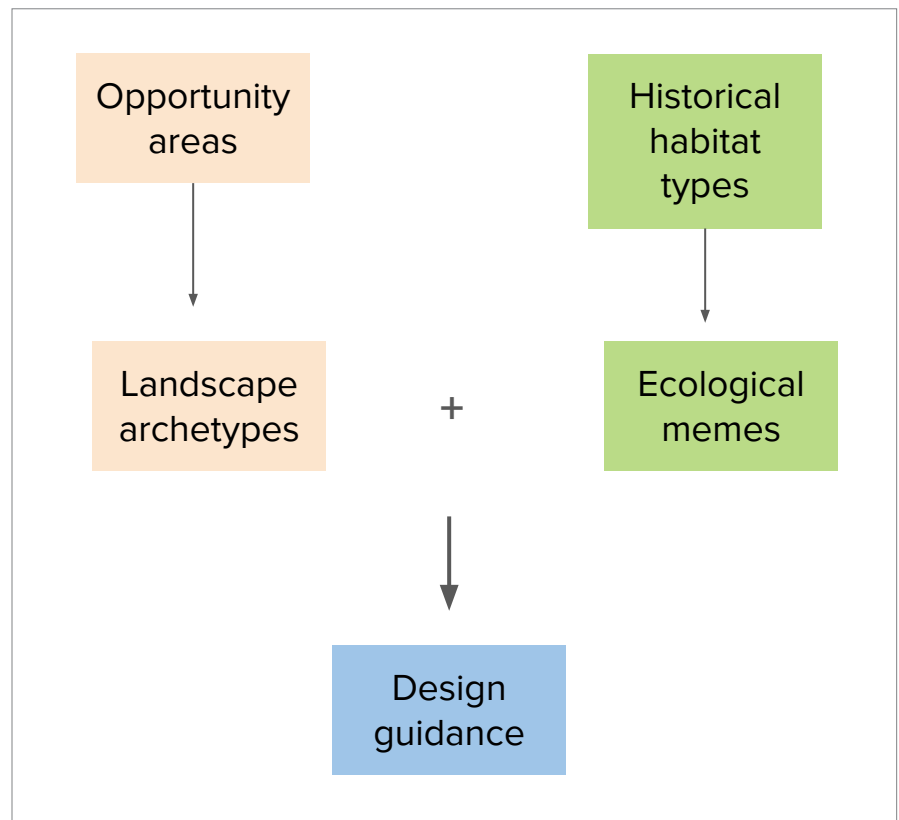 Opportunity
areas
Historical
habitat
types
Landscape
archetypes
+
Ecological
memes
Design
guidance